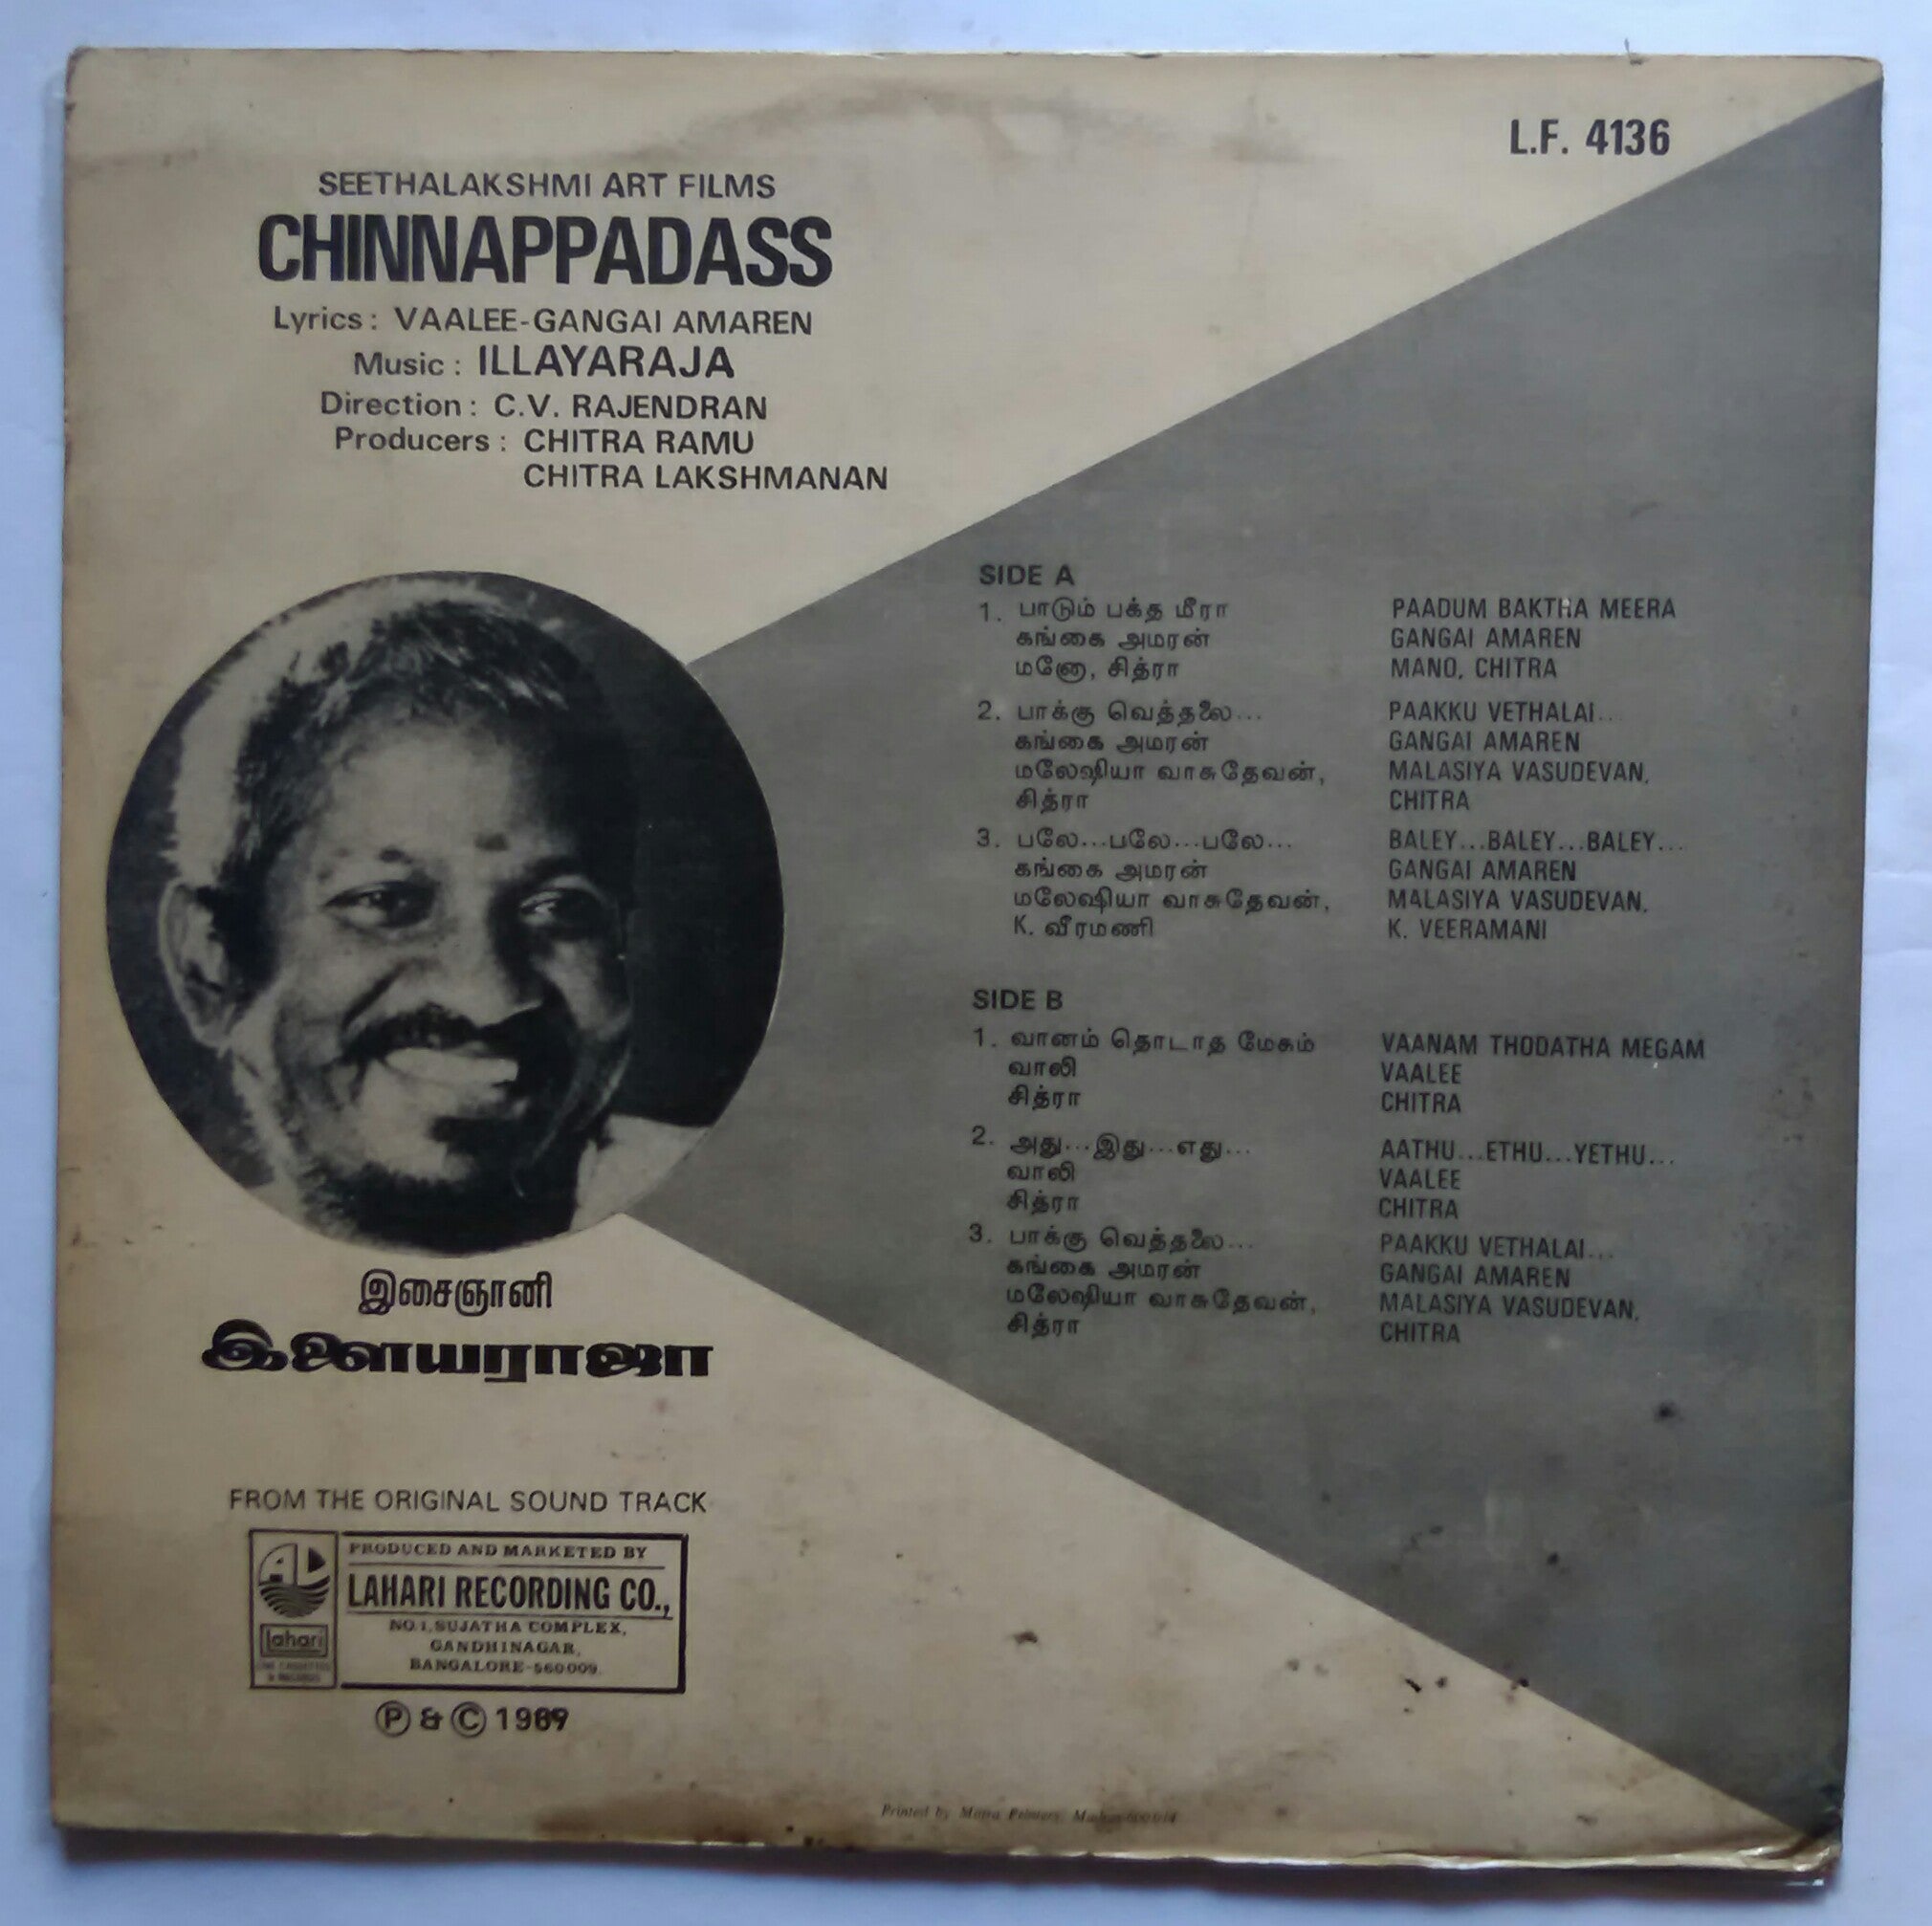 L.F. 4136
SEETHALAKSHMI ART FILMS
CHINNAPPADASS
Lyrics : VAALEE-GANGAI AMAREN
Music : ILLAYARAJA
Direction : C.V. RAJENDRAN
Producers : CHITRA RAMU
CHITRA LAKSHMANAN
SIDE A
1. பாடும் பக்த மீரா PAADUM BAKTHA MEERA
கங்கை அமரன் GANGAI AMAREN
மனோ, சித்ரா MANO, CHITRA
2. பாக்கு வெத்தலை... PAAKKU VETHALAI..
கங்கை அமரன் GANGAI AMAREN
மலேஷியா வாசுதேவன், MALASIYA VASUDEVAN,
சித்ரா CHITRA
3. பலே...பலே...பலே... BALEY...BALEY...BALEY...
கங்கை அமரன் GANGAI AMAREN
மலேஷியா வாசுதேவன், MALASIYA VASUDEVAN,
K. வீரமணி K. VEERAMANI
SIDE B
1. வானம் தொடாத மேகம் VAANAM THODATHA MEGAM
வாலி VAALEE
சித்ரா CHITRA
2. அது...இது...எது... AATHU...ETHU...YETHU...
வாலி VAALEE
சித்ரா CHITRA
3. பாக்கு வெத்தலை... PAAKKU VETHALAI...
கங்கை அமரன் GANGAI AMAREN
மலேஷியா வாசுதேவன், MALASIYA VASUDEVAN,
சித்ரா CHITRA
இசைஞானி
இளையராஜா
FROM THE ORIGINAL SOUND TRACK
PRODUCED AND MARKETED BY
LAHARI RECORDING CO.,
NO.1, SUJATHA COMPLEX,
GANDHINAGAR,
BANGALORE-560009.
lahari
Ⓟ & Ⓒ 1989
Printed by